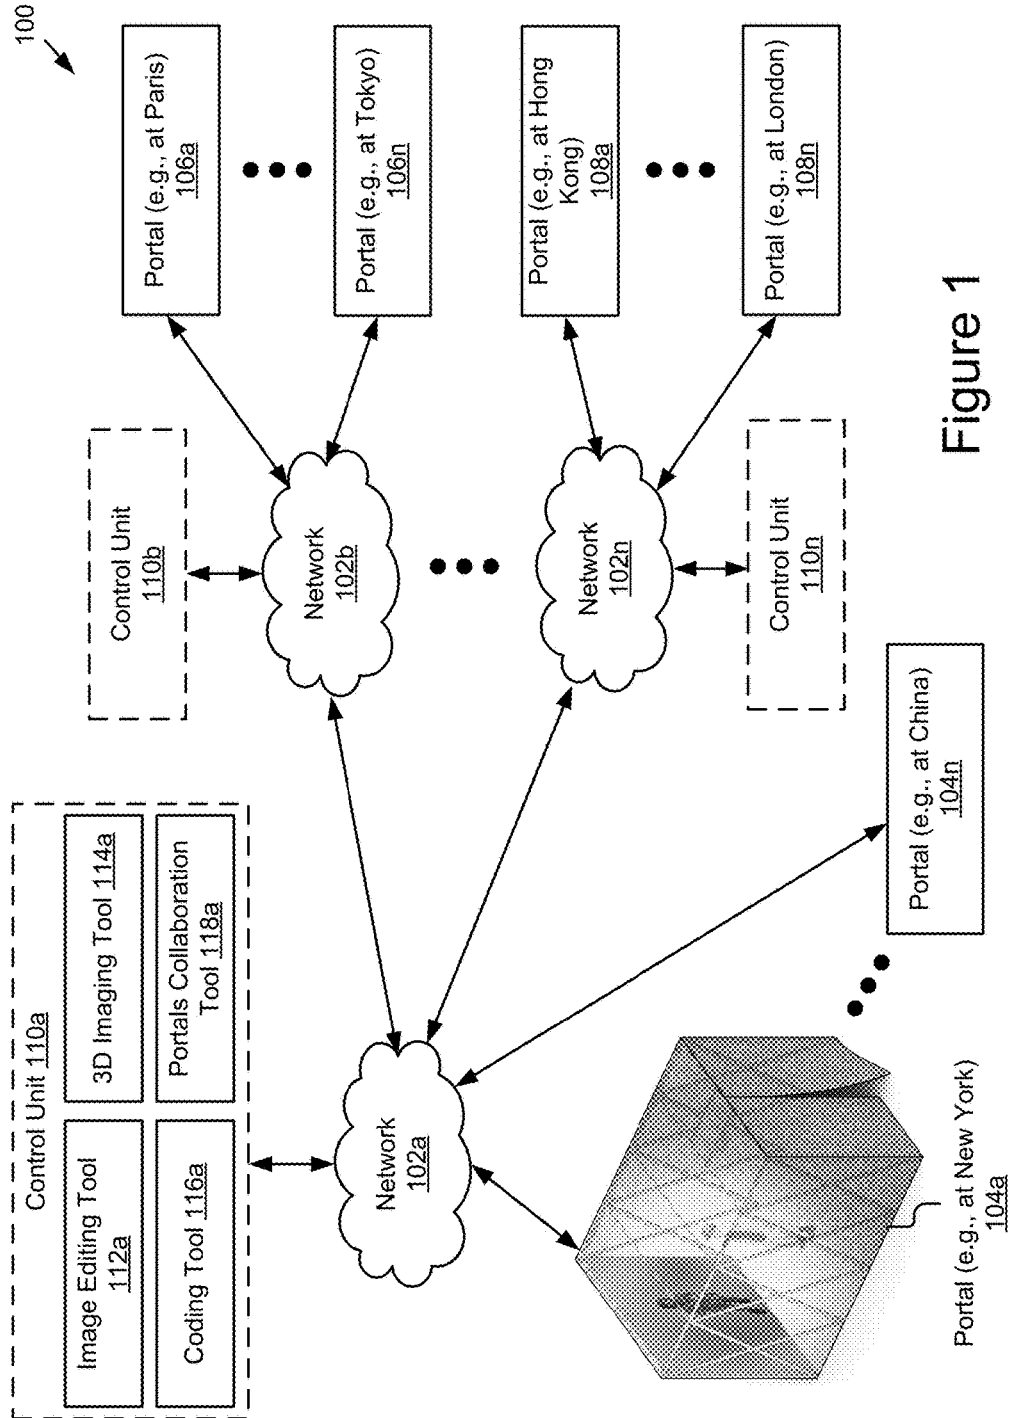 100
Control Unit 110a
Image Editing Tool
112a
3D Imaging Tool 114a
Coding Tool 116a
Portals Collaboration
Tool 118a
Control Unit
110b
Portal (e.g., at Paris)
106a
Network
102b
Portal (e.g., at Tokyo)
106n
Network
102a
Network
102n
Portal (e.g., at Hong
Kong)
108a
Control Unit
110n
Portal (e.g., at London)
108n
Portal (e.g., at New York)
104a
Portal (e.g., at China)
104n
Figure 1